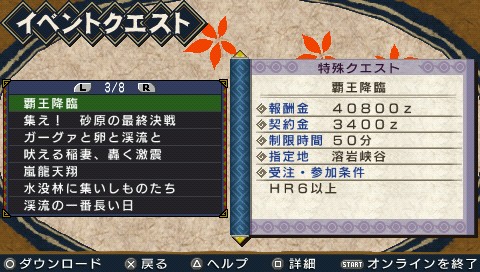 イベントクエスト
L 3/8 R
覇王降臨
集え！ 砂原の最終決戦
ガーグァと卵と渓流と
吠える稲妻、轟く激震
嵐龍天翔
水没林に集いしものたち
渓流の一番長い日
特殊クエスト
覇王降臨
報酬金 40800z
契約金 3400z
制限時間 50分
指定地 溶岩峡谷
受注・参加条件
HR6以上
○ダウンロード ×戻る △ヘルプ □詳細 START オンラインを終了